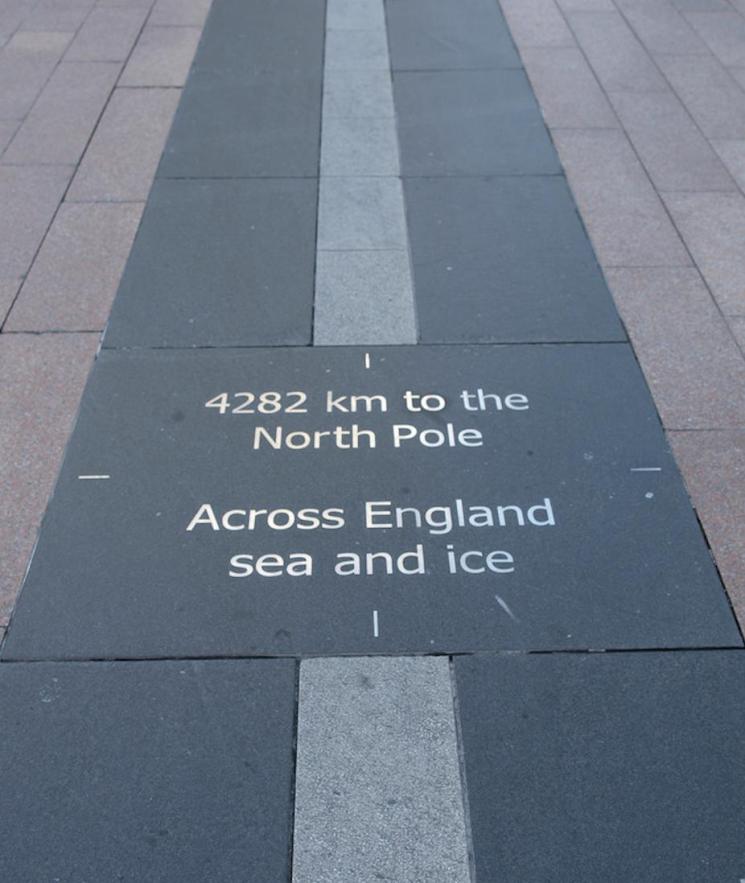 4282 km to the
North Pole
Across England
sea and ice